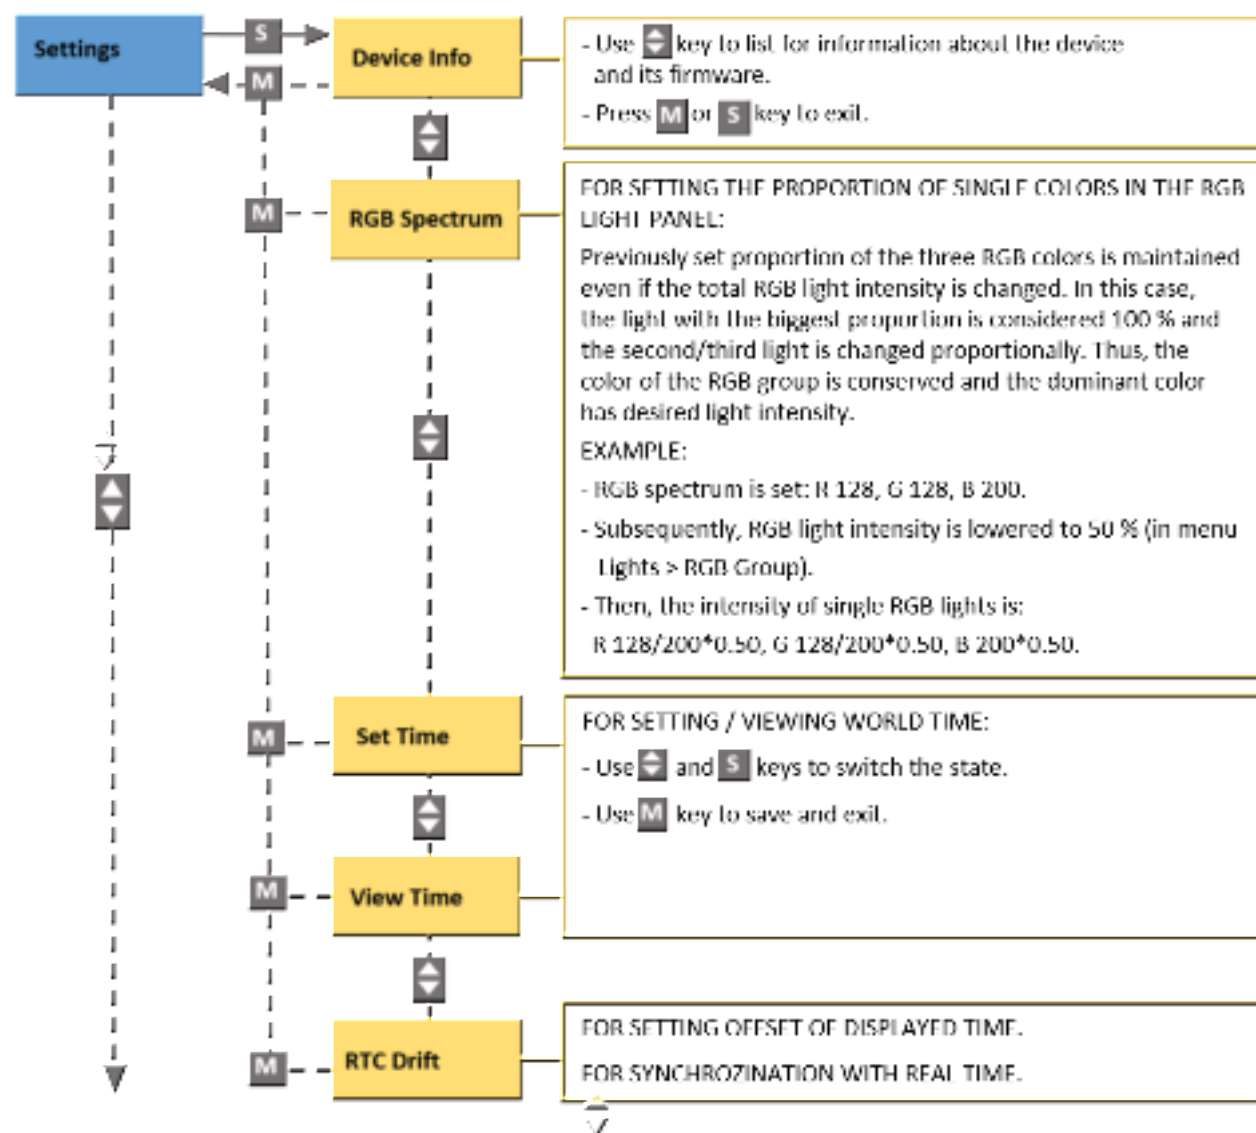 Settings
S
M
Device Info
- Use key to list for information about the device
and its firmware.
- Press M or S key to exit.
M
RGB Spectrum
FOR SETTING THE PROPORTION OF SINGLE COLORS IN THE RGB
LIGHT PANEL:
Previously set proportion of the three RGB colors is maintained
even if the total RGB light intensity is changed. In this case,
the light with the biggest proportion is considered 100 % and
the second/third light is changed proportionally. Thus, the
color of the RGB group is conserved and the dominant color
has desired light intensity.
EXAMPLE:
- RGB spectrum is set: R 128, G 128, B 200.
- Subsequently, RGB light intensity is lowered to 50 % (in menu
Lights > RGB Group).
- Then, the intensity of single RGB lights is:
R 128/200*0.50, G 128/200*0.50, B 200*0.50.
M
Set Time
FOR SETTING / VIEWING WORLD TIME:
- Use and S keys to switch the state.
- Use M key to save and exit.
M
View Time
M
RTC Drift
FOR SETTING OFFSET OF DISPLAYED TIME.
FOR SYNCHROZINATION WITH REAL TIME.